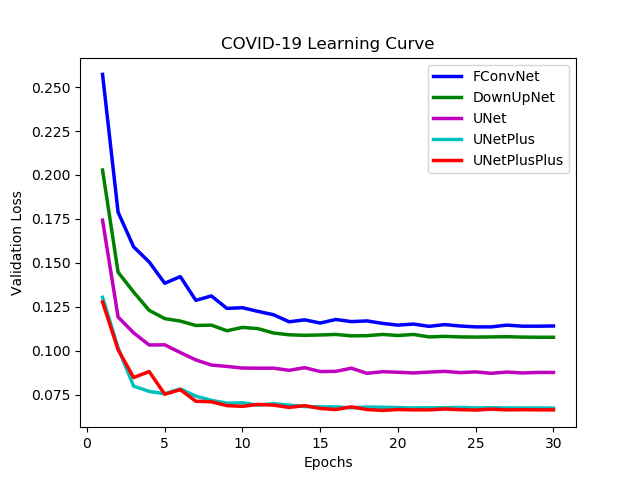 COVID-19 Learning Curve
FConvNet
DownUpNet
UNet
UNetPlus
UNetPlusPlus
Validation Loss
0.250
0.225
0.200
0.175
0.150
0.125
0.100
0.075
0 5 10 15 20 25 30
Epochs